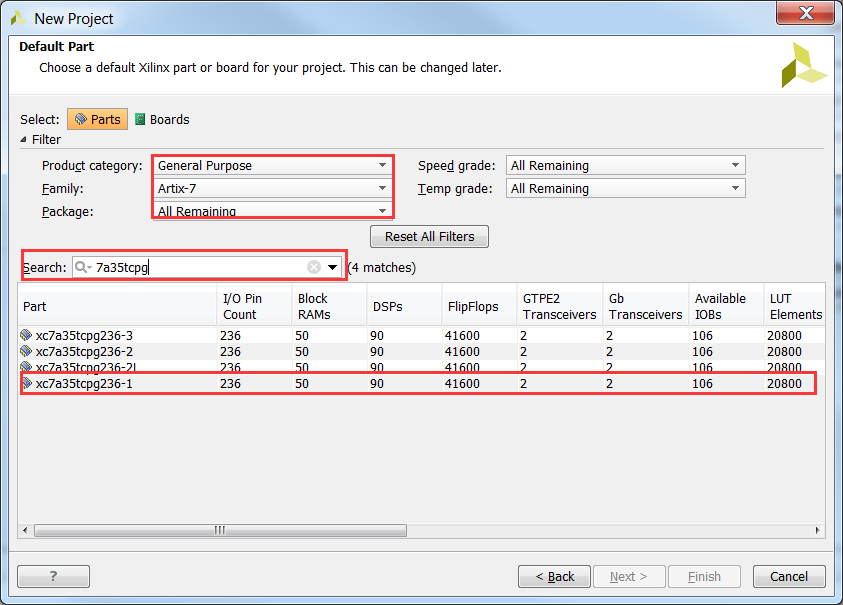 New Project
Default Part
Choose a default Xilinx part or board for your project. This can be changed later.
Select: Parts Boards
Filter
Product category: General Purpose Speed grade: All Remaining
Family: Artix-7 Temp grade: All Remaining
Package: All Remaining
Reset All Filters
Search: 7a35tcpg (4 matches)
Part I/O Pin Count Block RAMs DSPs FlipFlops GTPE2 Transceivers Gb Transceivers Available IOBs LUT Elements
xc7a35tcpg236-3 236 50 90 41600 2 2 106 20800
xc7a35tcpg236-2 236 50 90 41600 2 2 106 20800
xc7a35tcpg236-2L 236 50 90 41600 2 2 106 20800
xc7a35tcpg236-1 236 50 90 41600 2 2 106 20800
? < Back Next > Finish Cancel